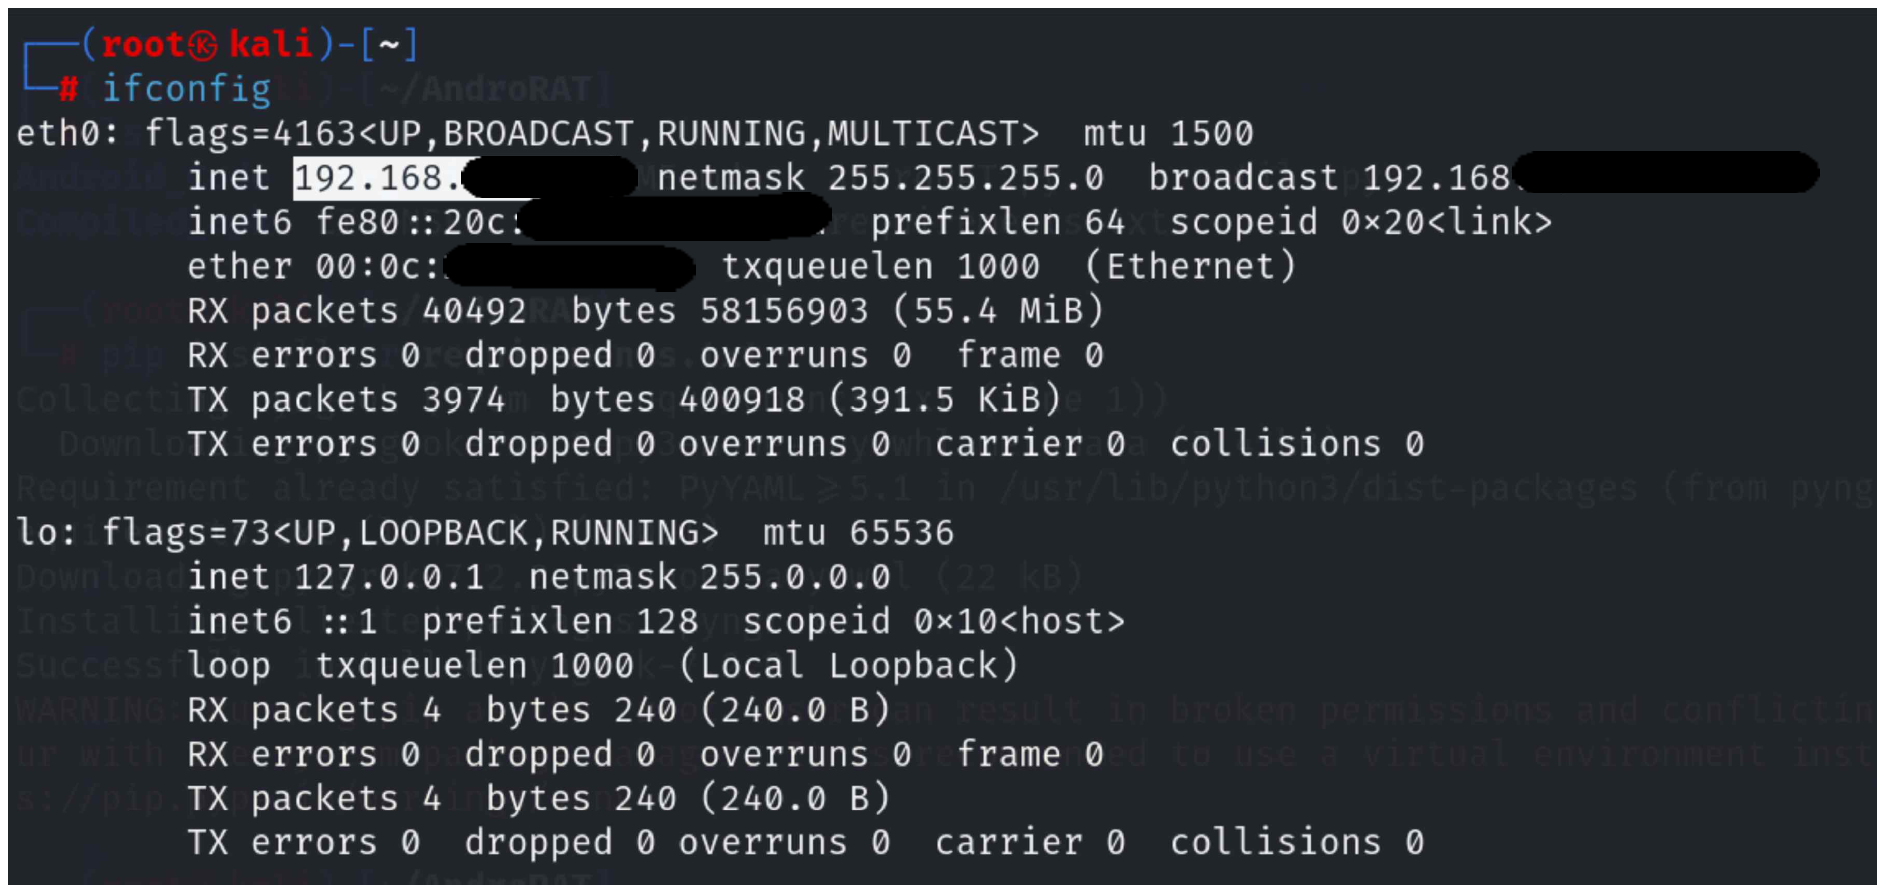 ┌──(root㉿kali)-[~]
└─# ifconfig
eth0: flags=4163<UP,BROADCAST,RUNNING,MULTICAST>  mtu 1500
        inet 192.168.  netmask 255.255.255.0  broadcast 192.168
        inet6 fe80::20c:  prefixlen 64  scopeid 0×20<link>
        ether 00:0c:  txqueuelen 1000  (Ethernet)
        RX packets 40492  bytes 58156903 (55.4 MiB)
        RX errors 0  dropped 0  overruns 0  frame 0
        TX packets 3974  bytes 400918 (391.5 KiB)
        TX errors 0  dropped 0 overruns 0  carrier 0  collisions 0
lo: flags=73<UP,LOOPBACK,RUNNING>  mtu 65536
        inet 127.0.0.1  netmask 255.0.0.0
        inet6 ::1  prefixlen 128  scopeid 0×10<host>
        loop  txqueuelen 1000  (Local Loopback)
        RX packets 4  bytes 240 (240.0 B)
        RX errors 0  dropped 0  overruns 0  frame 0
        TX packets 4  bytes 240 (240.0 B)
        TX errors 0  dropped 0 overruns 0  carrier 0  collisions 0